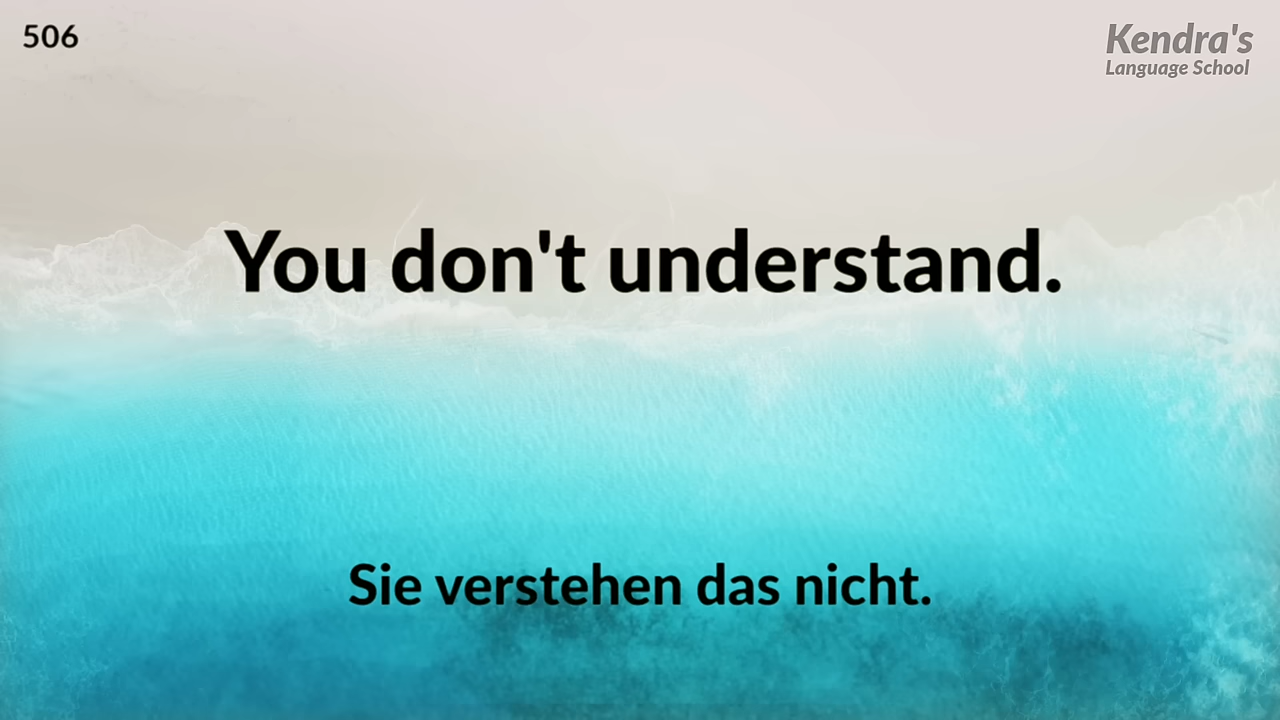 506
Kendra's
Language School
You don't understand.
Sie verstehen das nicht.